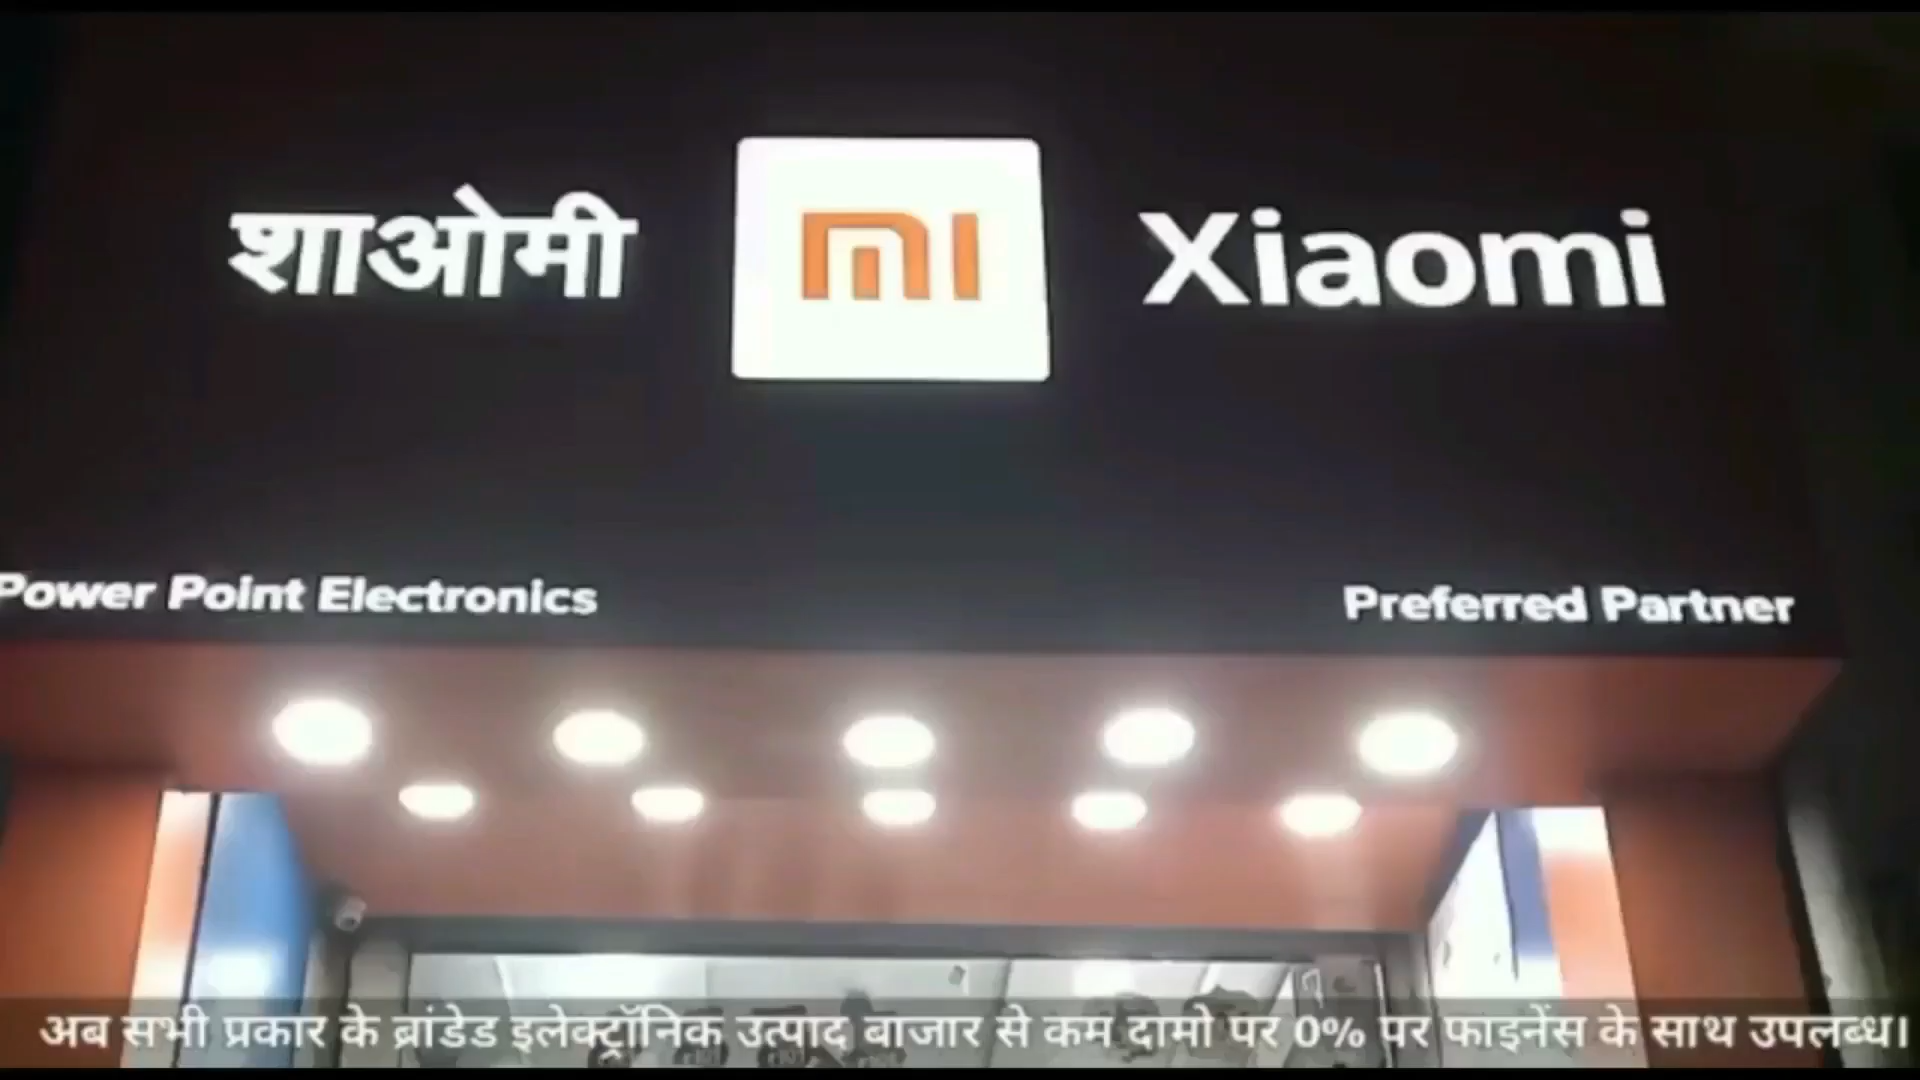 शाओमी mi Xiaomi
Power Point Electronics Preferred Partner
अब सभी प्रकार के ब्रांडेड इलेक्ट्रॉनिक उत्पाद बाजार से कम दामो पर 0% पर फाइनेंस के साथ उपलब्ध।